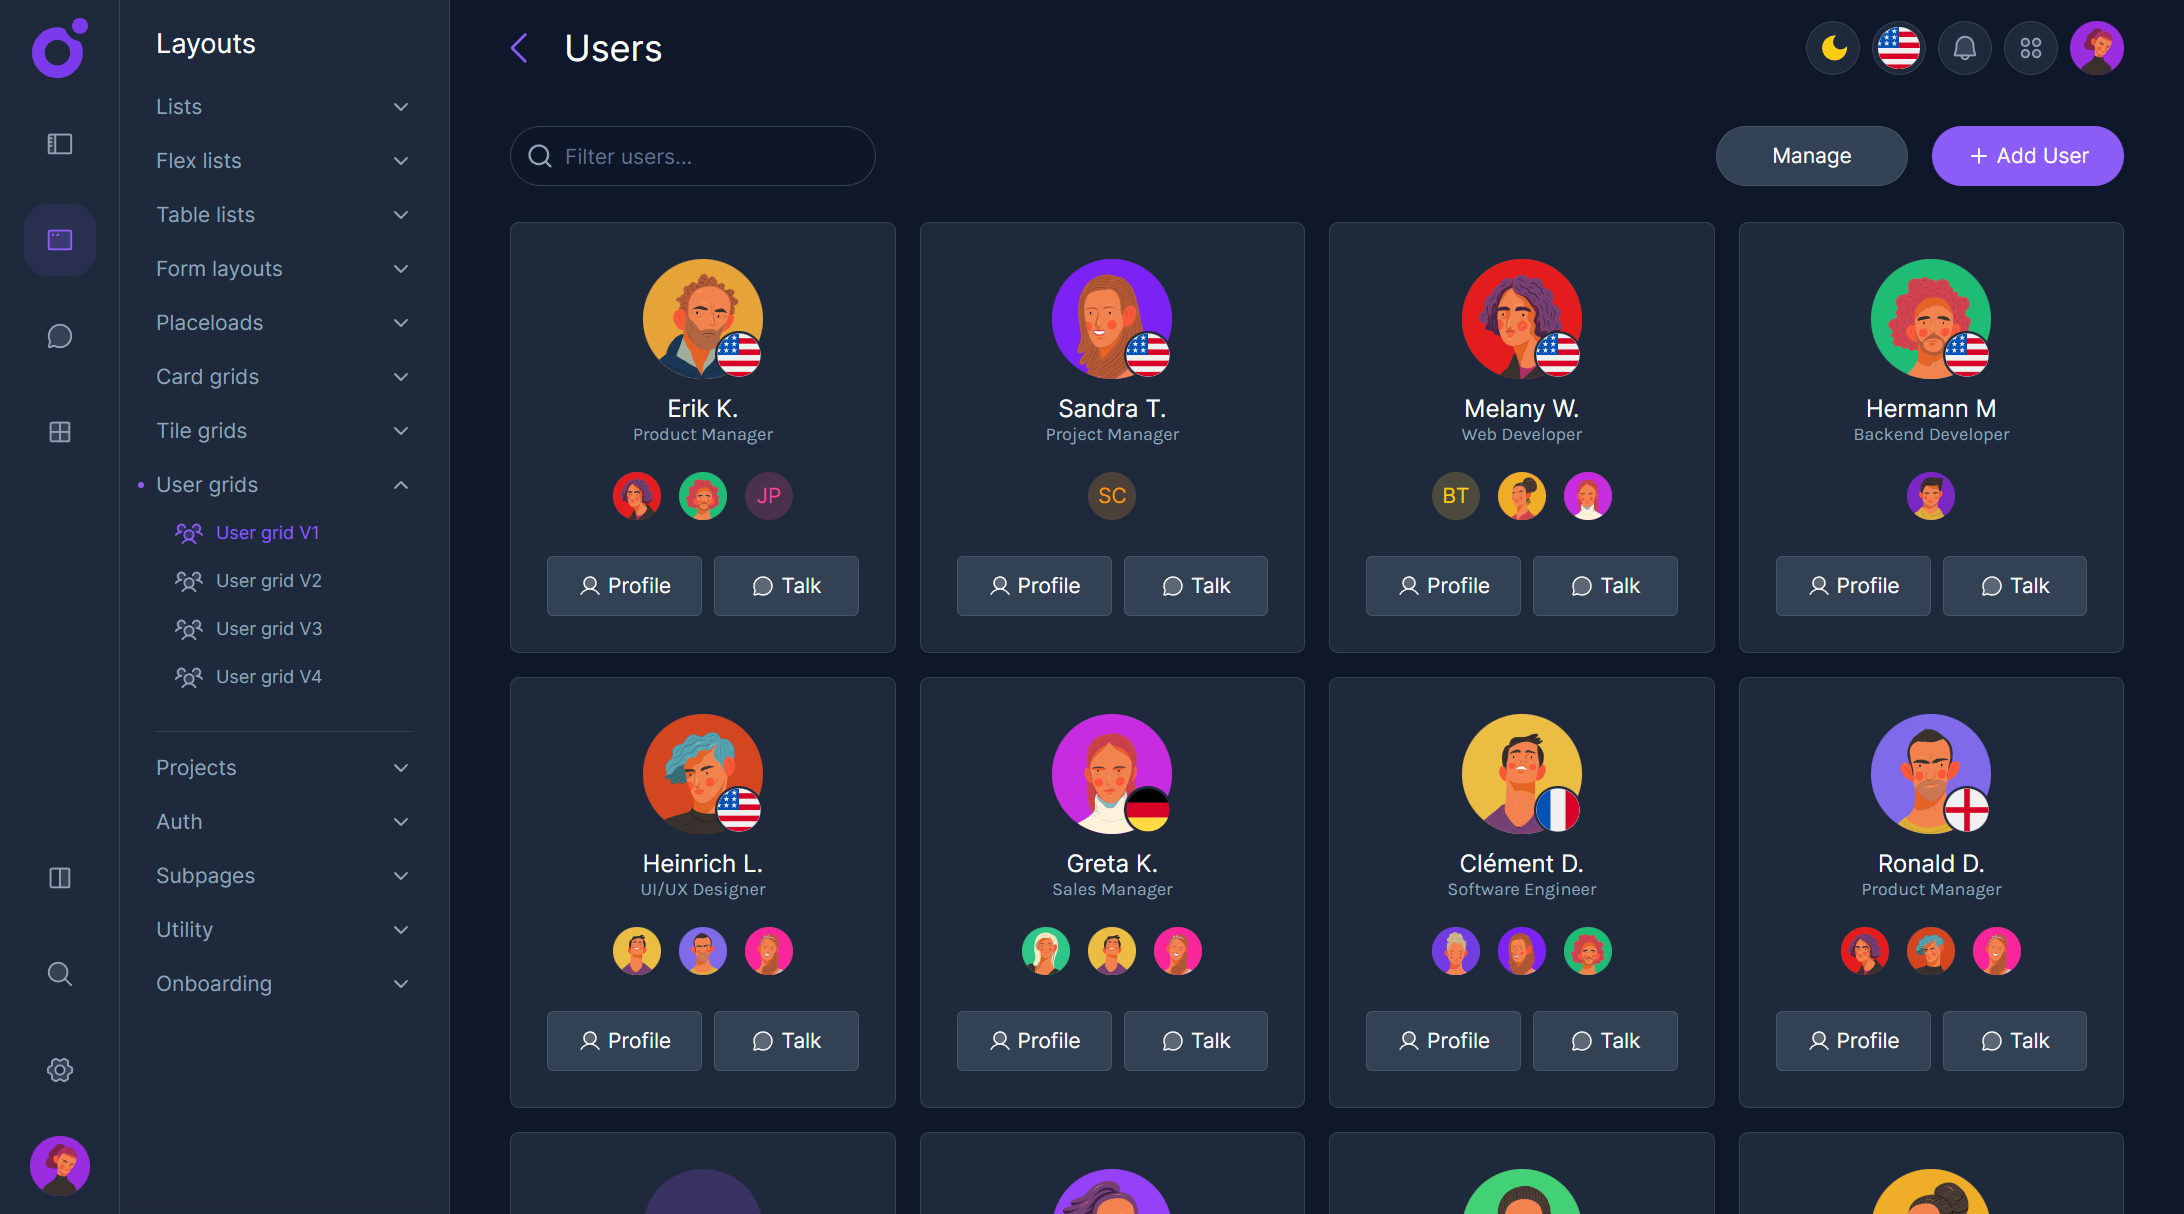 Layouts
Lists
Flex lists
Table lists
Form layouts
Placeloads
Card grids
Tile grids
User grids
User grid V1
User grid V2
User grid V3
User grid V4
Projects
Auth
Subpages
Utility
Onboarding
Users
Filter users...
Manage
+ Add User
Erik K.
Product Manager
JP
Profile
Talk
Sandra T.
Project Manager
SC
Profile
Talk
Melany W.
Web Developer
BT
Profile
Talk
Hermann M
Backend Developer
Profile
Talk
Heinrich L.
UI/UX Designer
Profile
Talk
Greta K.
Sales Manager
Profile
Talk
Clément D.
Software Engineer
Profile
Talk
Ronald D.
Product Manager
Profile
Talk